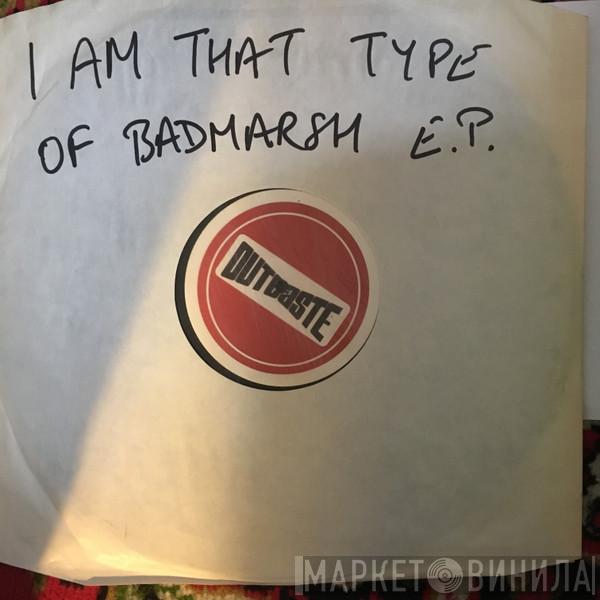 I AM THAT TYPE
OF BADMARSH E.P.
OUTCASTE
МАРКЕТ ВИНИЛА